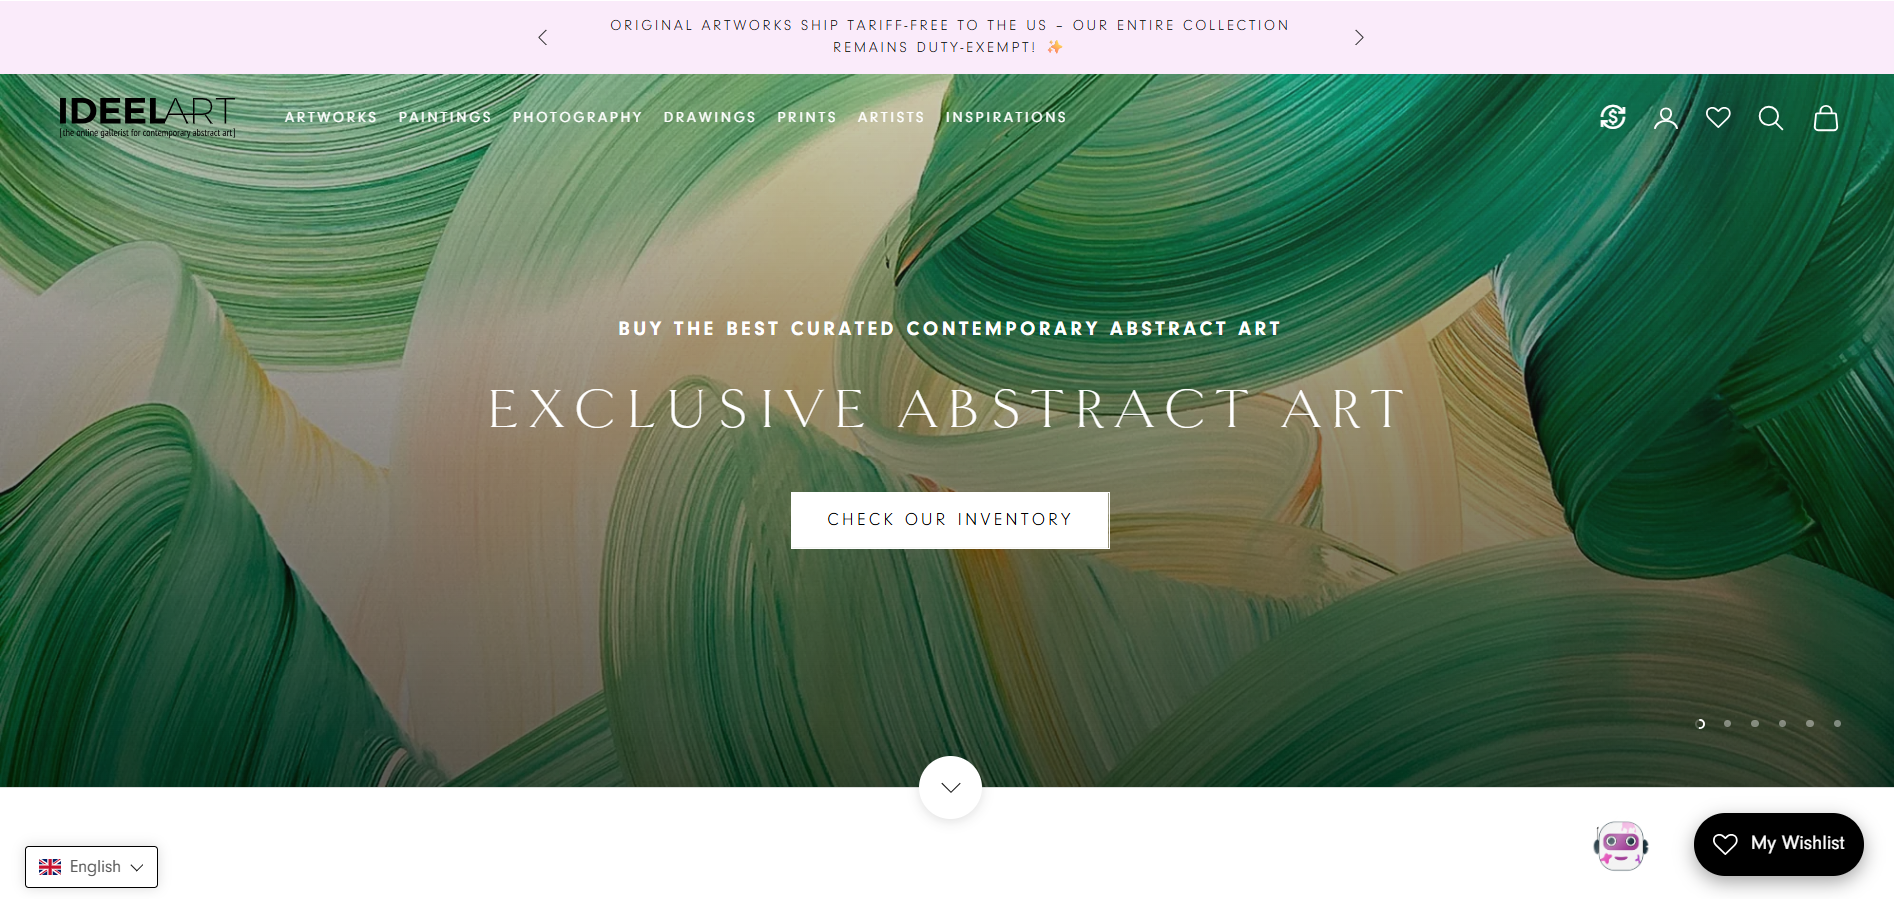 ORIGINAL ARTWORKS SHIP TARIFF-FREE TO THE US – OUR ENTIRE COLLECTION
REMAINS DUTY-EXEMPT! ✨
IDEELART
|the online gallerist for contemporary abstract art|
ARTWORKS PAINTINGS PHOTOGRAPHY DRAWINGS PRINTS ARTISTS INSPIRATIONS
BUY THE BEST CURATED CONTEMPORARY ABSTRACT ART
EXCLUSIVE ABSTRACT ART
CHECK OUR INVENTORY
English
My Wishlist